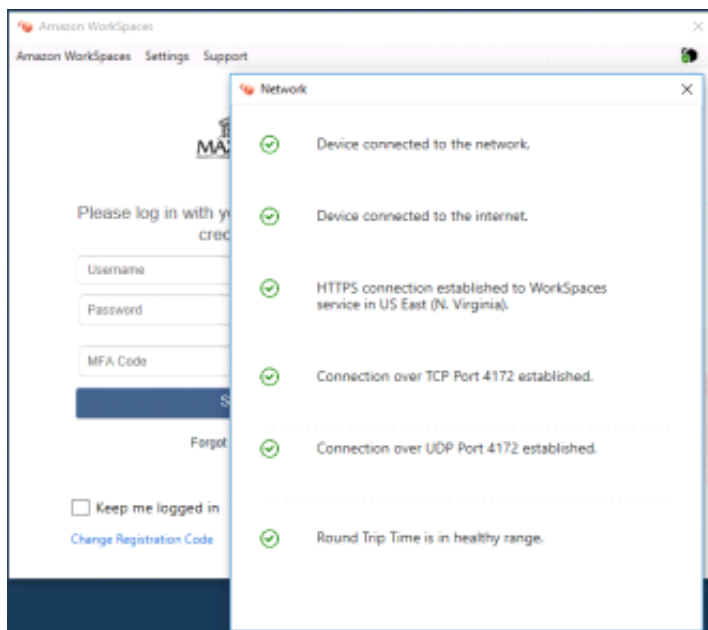 Amazon WorkSpaces
Amazon WorkSpaces Settings Support
MA
Please log in with
Username
Password
MFA Code
S
Forgot
Keep me logged in
Change Registration Code
Network
Device connected to the network.
Device connected to the internet.
HTTPS connection established to WorkSpaces
service in US East (N. Virginia).
Connection over TCP Port 4172 established.
Connection over UDP Port 4172 established.
Round Trip Time is in healthy range.